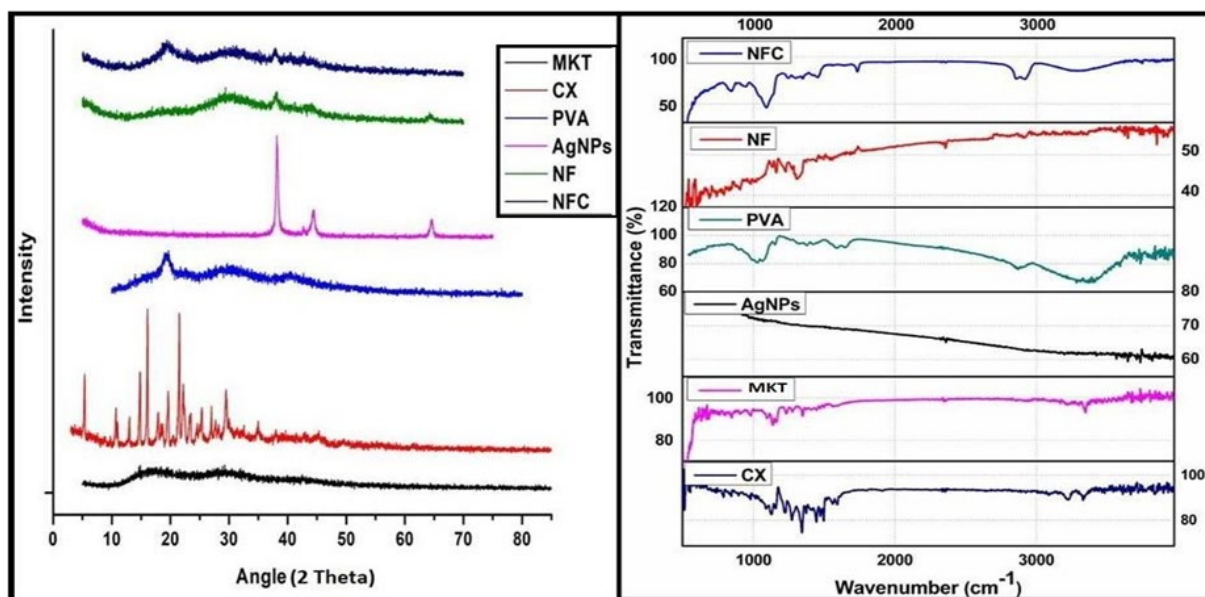 MKT
CX
PVA
AgNPs
NF
NFC
Intensity
0 10 20 30 40 50 60 70 80
Angle (2 Theta)
1000 2000 3000
NFC
100
50
NF
50
40
120
PVA
100
80
60
80
AgNPs
70
60
MKT
100
80
CX
100
80
Transmittance (%)
1000 2000 3000
Wavenumber (cm-1)